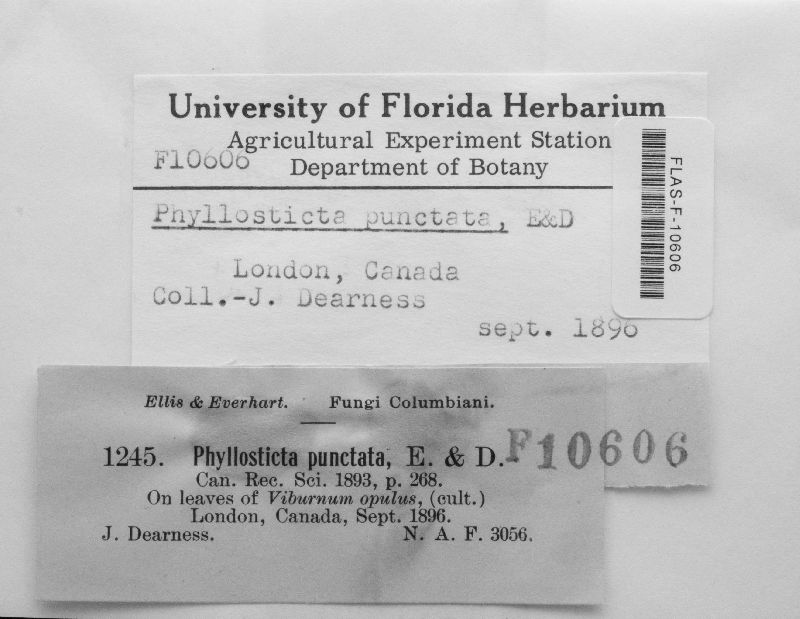 University of Florida Herbarium
Agricultural Experiment Station
F10606
Department of Botany
FLAS-F-10606
Phyllosticta punctata, E&D
London, Canada
Coll.-J. Dearness
sept. 1896
Ellis & Everhart. Fungi Columbiani.
1245. Phyllosticta punctata, E. & D.
F10606
Can. Rec. Sci. 1893, p. 268.
On leaves of Viburnum opulus, (cult.)
London, Canada, Sept. 1896.
J. Dearness. N. A. F. 3056.